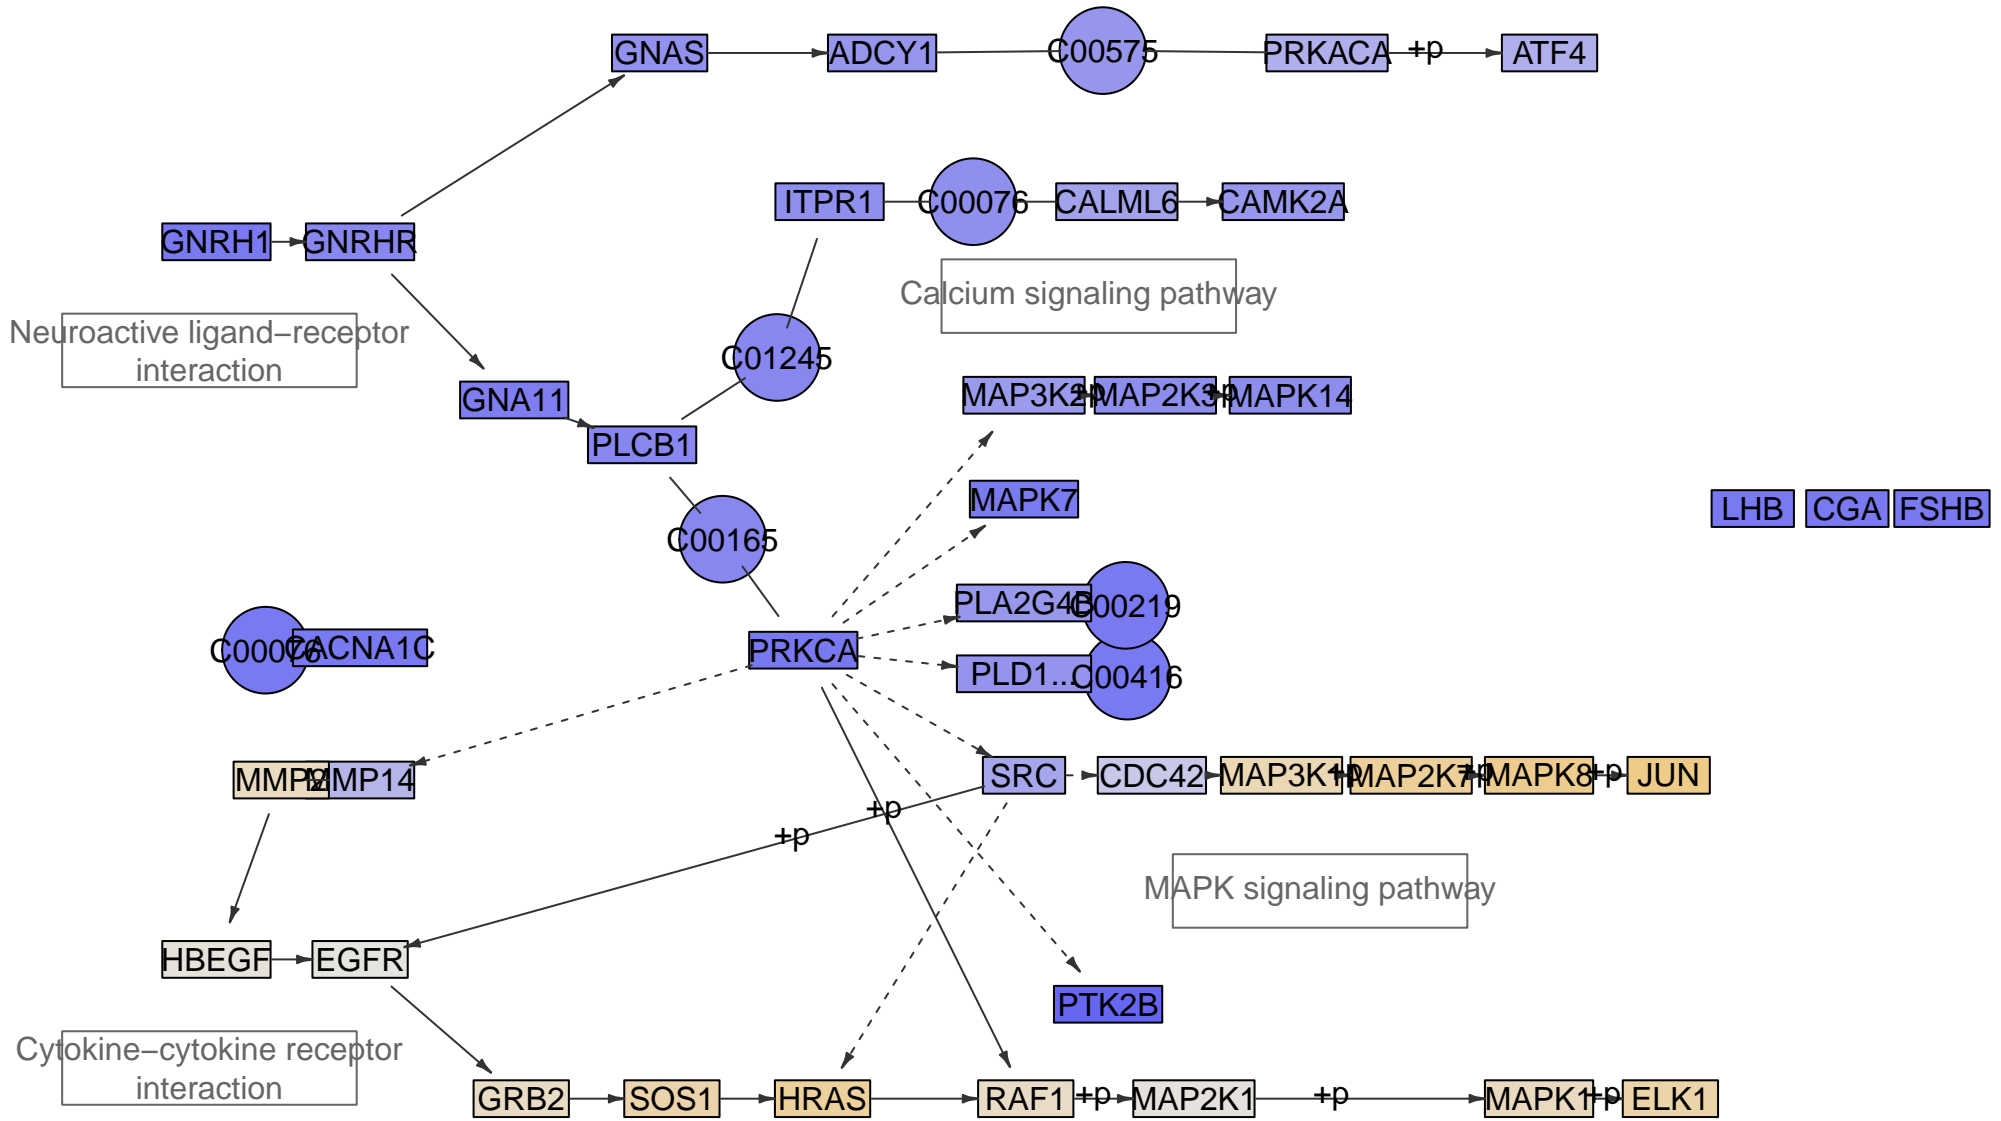 GNAS
ADCY1
C00575
PRKACA
+p
ATF4
ITPR1
C00076
CALML6
CAMK2A
GNRH1
GNRHR
Calcium signaling pathway
Neuroactive ligand–receptor
interaction
C01245
GNA11
PLCB1
MAP3K2
+p
MAP2K3
+p
MAPK14
MAPK7
LHB
CGA
FSHB
C00165
PLA2G4B
C00219
C00076
CACNA1C
PRKCA
PLD1...
C00416
MMP2
MMP14
SRC
CDC42
MAP3K1
+p
MAP2K7
+p
MAPK8
+p
JUN
+p
+p
MAPK signaling pathway
HBEGF
EGFR
PTK2B
Cytokine–cytokine receptor
interaction
GRB2
SOS1
HRAS
RAF1
+p
MAP2K1
+p
MAPK1
+p
ELK1